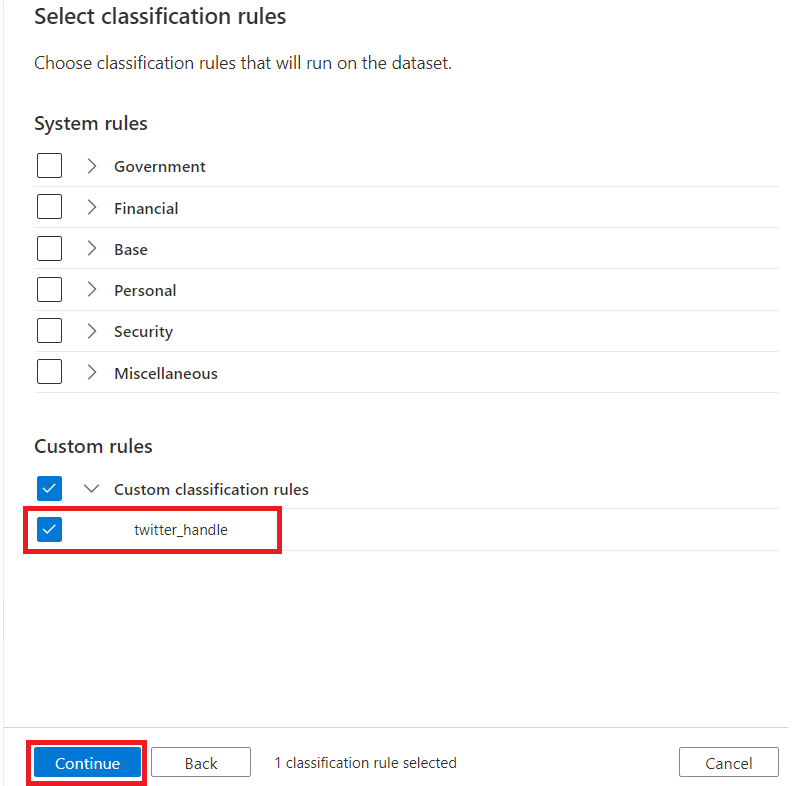 Select classification rules
Choose classification rules that will run on the dataset.
System rules
Government
Financial
Base
Personal
Security
Miscellaneous
Custom rules
Custom classification rules
twitter_handle
Continue Back 1 classification rule selected Cancel